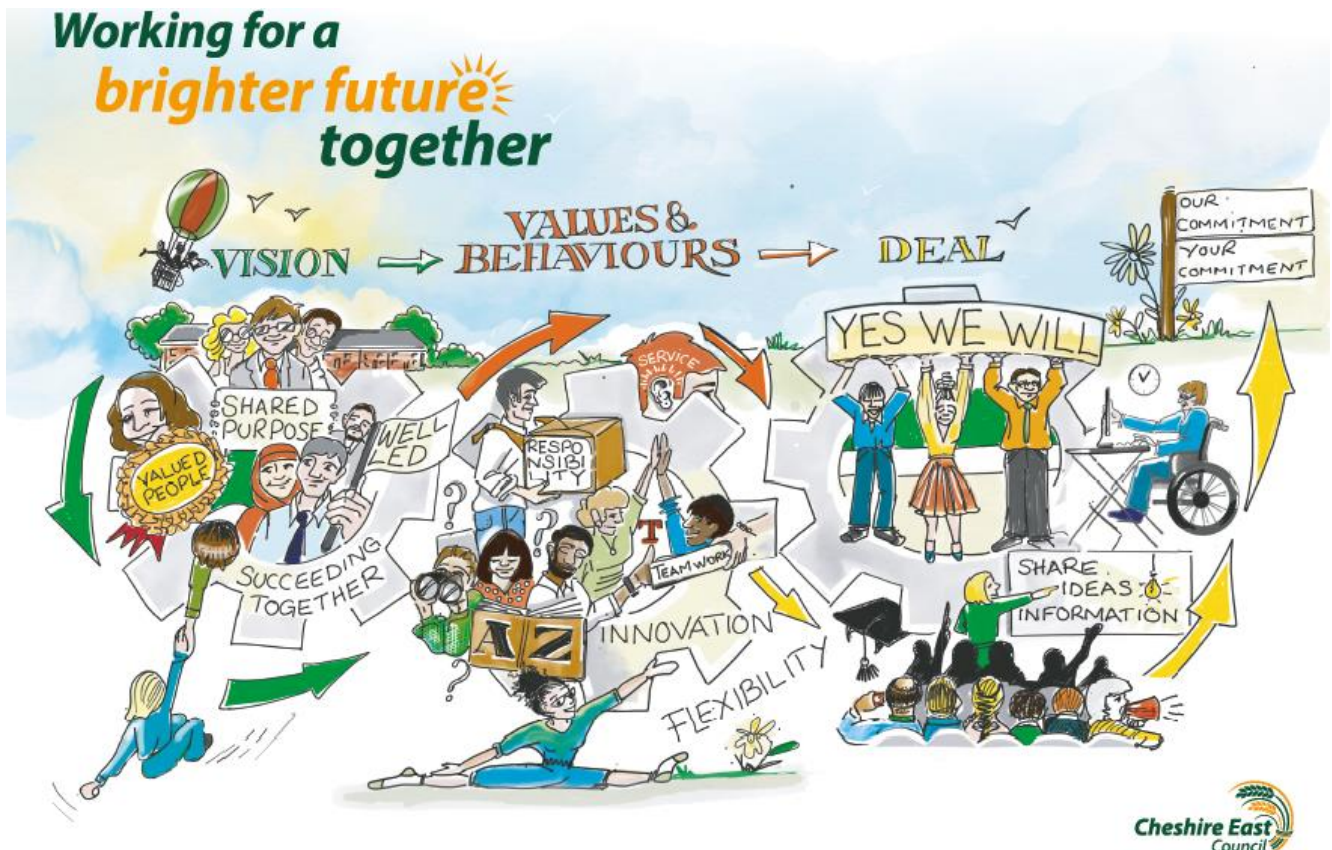 Working for a
brighter future
together
VISION
VALUES &
BEHAVIOURS
DEAL
OUR
COMMITMENT
YOUR
COMMITMENT
SHARED
PURPOSE
WELL
LED
VALUED
PEOPLE
SUCCEEDING
TOGETHER
SERVICE
RESPO
NSIBI
LITY
T
TEAMWORK
A Z
INNOVATION
FLEXIBILITY
YES WE WILL
SHARE
IDEAS
INFORMATION
Cheshire East
Council